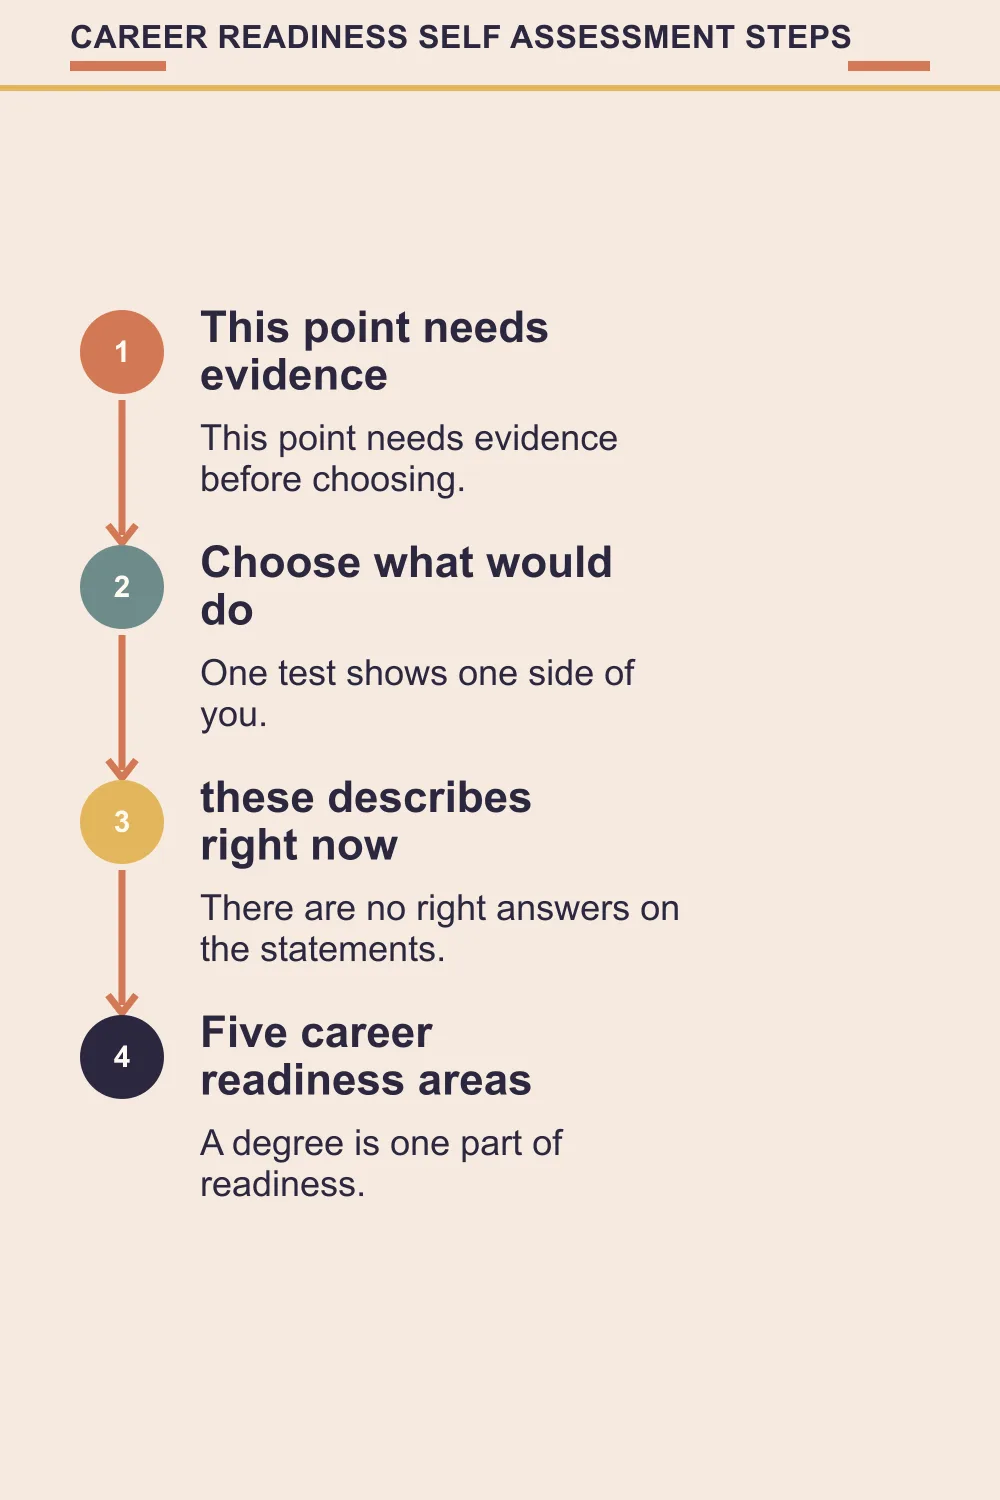 CAREER READINESS SELF ASSESSMENT STEPS
1
This point needs
evidence
This point needs evidence
before choosing.
2
Choose what would
do
One test shows one side of
you.
3
these describes
right now
There are no right answers on
the statements.
4
Five career
readiness areas
A degree is one part of
readiness.